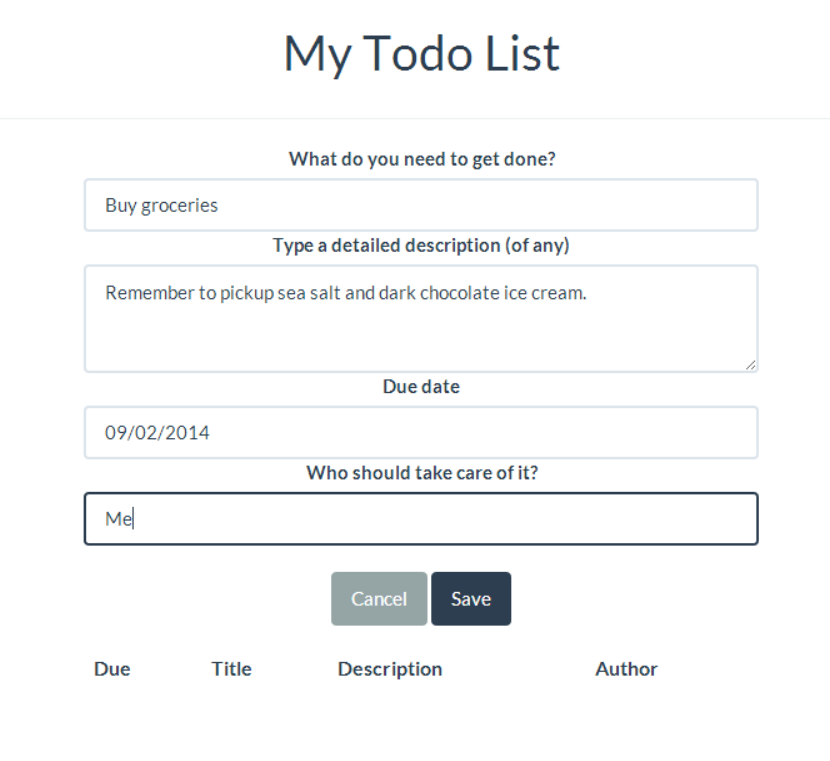 My Todo List
What do you need to get done?
Buy groceries
Type a detailed description (of any)
Remember to pickup sea salt and dark chocolate ice cream.
Due date
09/02/2014
Who should take care of it?
Me
Cancel Save
Due Title Description Author